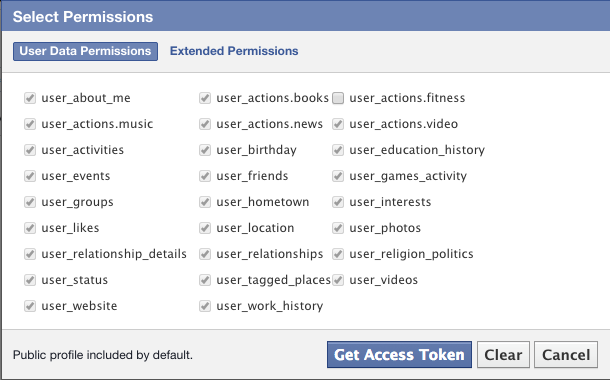 Select Permissions
User Data Permissions Extended Permissions
user_about_me user_actions.books user_actions.fitness
user_actions.music user_actions.news user_actions.video
user_activities user_birthday user_education_history
user_events user_friends user_games_activity
user_groups user_hometown user_interests
user_likes user_location user_photos
user_relationship_details user_relationships user_religion_politics
user_status user_tagged_places user_videos
user_website user_work_history
Public profile included by default. Get Access Token Clear Cancel